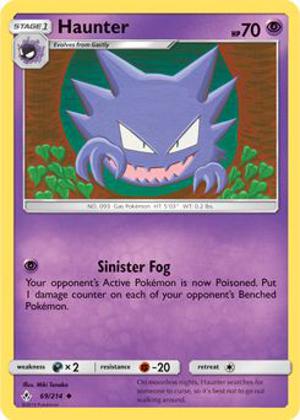 STAGE 1
Haunter
HP70
Evolves from Gastly
NO. 093 Gas Pokémon HT 5'03" WT 0.2 lbs.
Sinister Fog
Your opponent's Active Pokémon is now Poisoned. Put
1 damage counter on each of your opponent's Benched
Pokémon.
weakness ×2 resistance -20 retreat
Illus. Miki Tanaka
69/214
©2019 Pokémon
On moonless nights, Haunter searches for
someone to curse, so it's best not to go out
walking around.